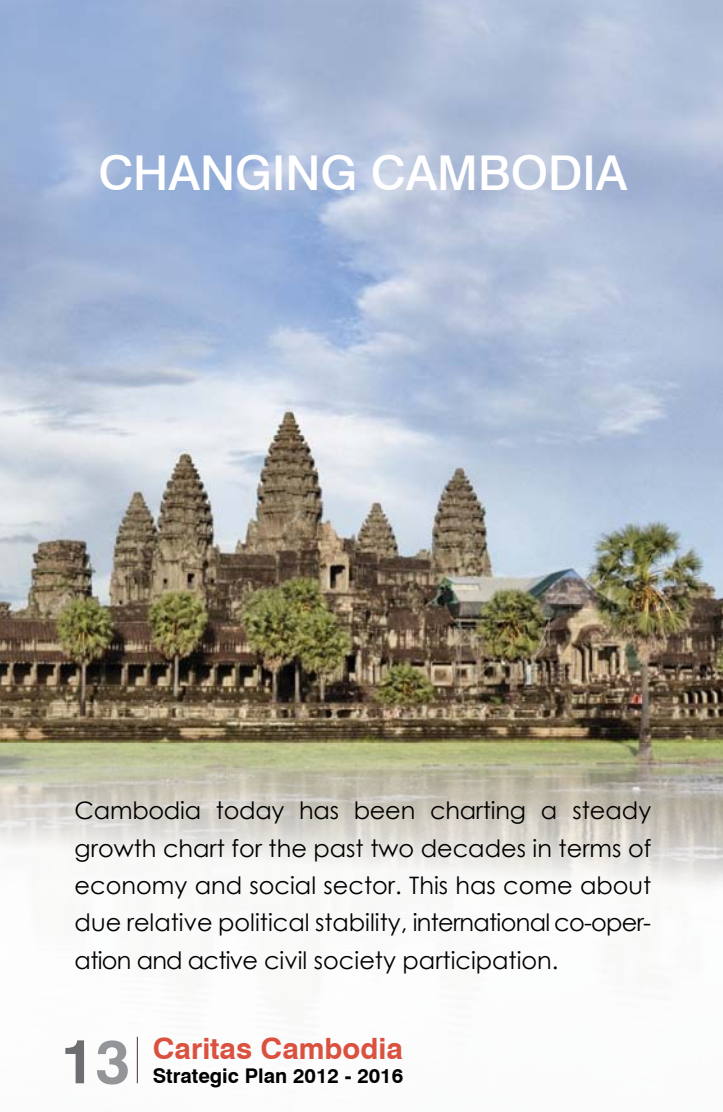 CHANGING CAMBODIA
Cambodia today has been charting a steady
growth chart for the past two decades in terms of
economy and social sector. This has come about
due relative political stability, international co-oper-
ation and active civil society participation.
13
Caritas Cambodia
Strategic Plan 2012 - 2016